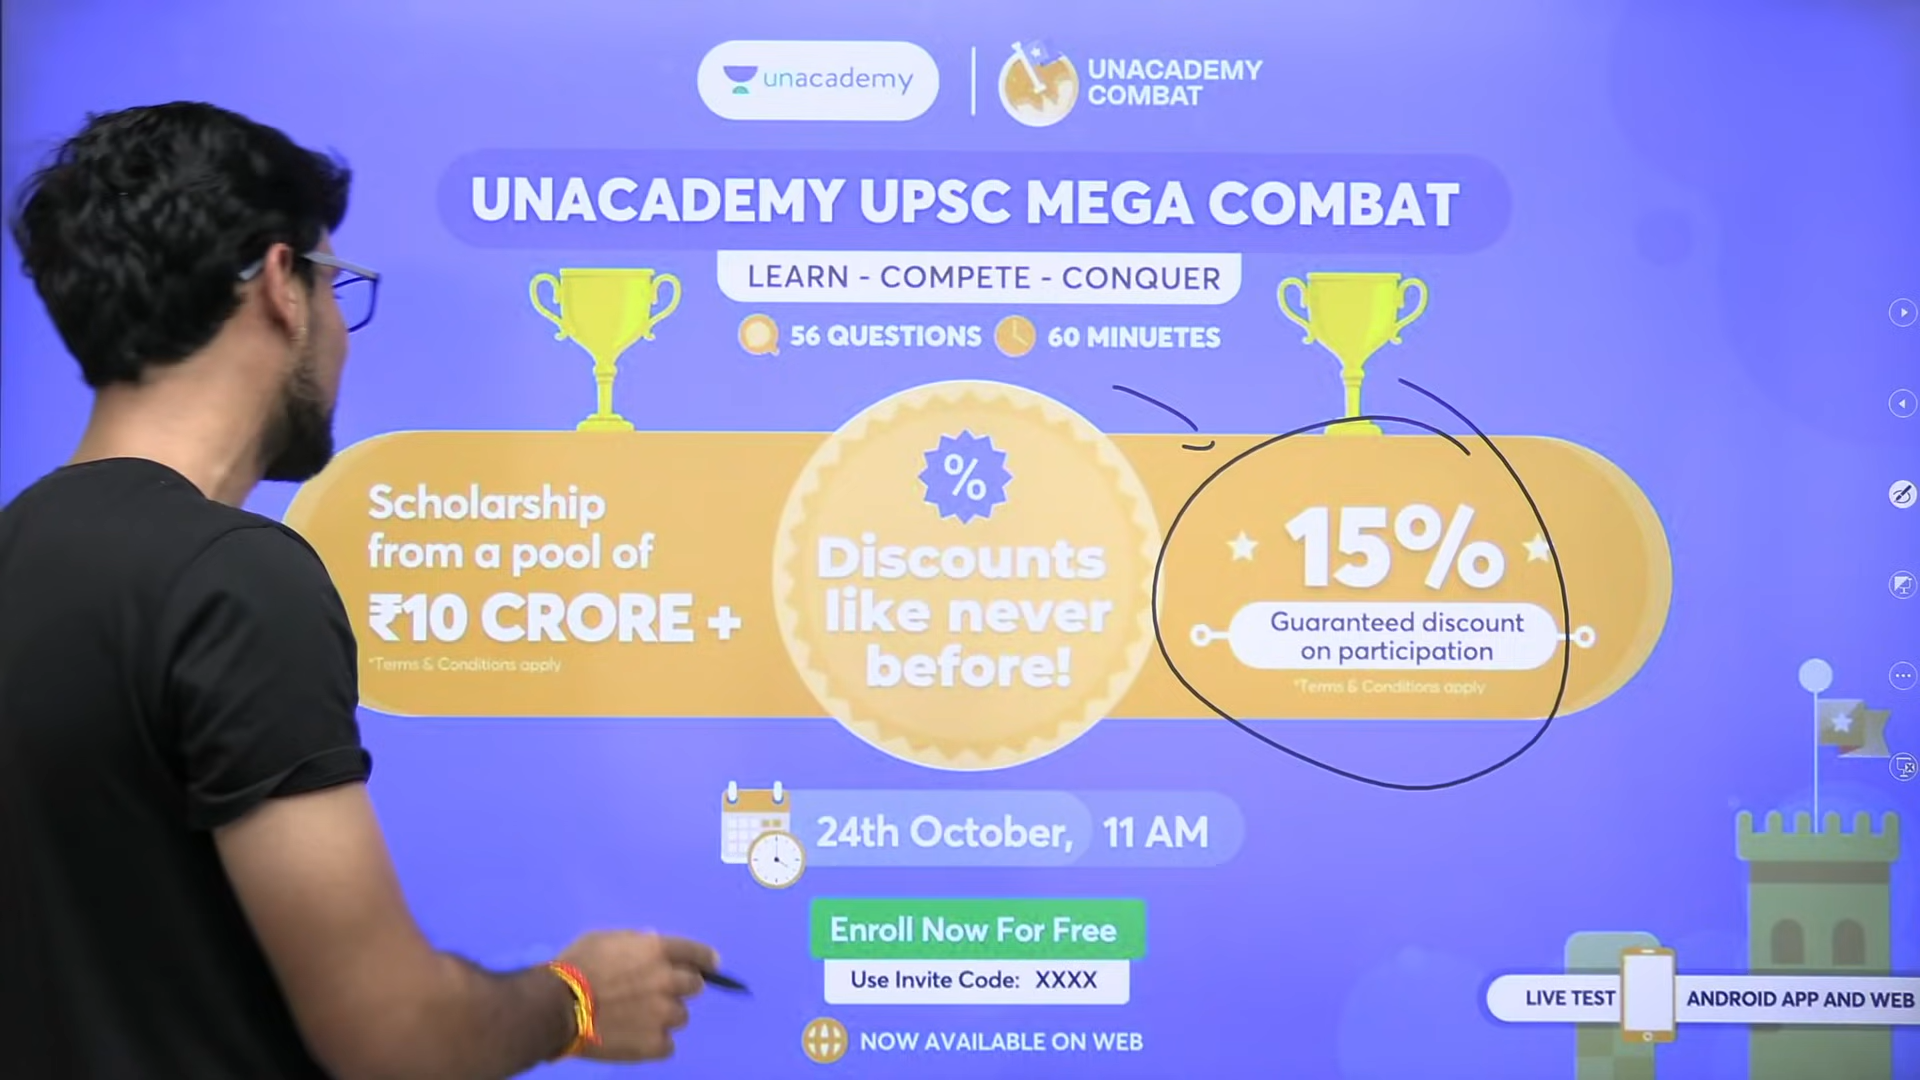 unacademy
UNACADEMY
COMBAT
UNACADEMY UPSC MEGA COMBAT
LEARN - COMPETE - CONQUER
56 QUESTIONS
60 MINUETES
Scholarship
from a pool of
₹10 CRORE +
*Terms & Conditions apply
%
Discounts
like never
before!
15%
Guaranteed discount
on participation
*Terms & Conditions apply
24th October, 11 AM
Enroll Now For Free
Use Invite Code: XXXX
NOW AVAILABLE ON WEB
LIVE TEST
ANDROID APP AND WEB